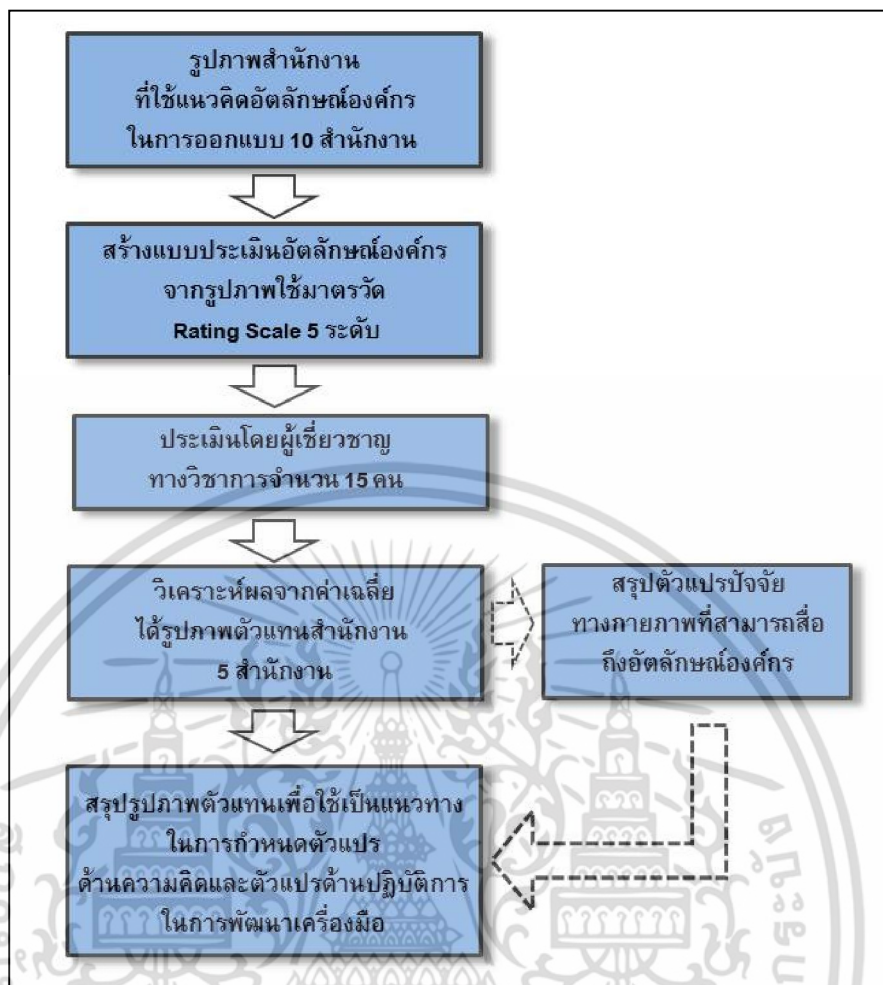 รูปภาพสำนักงาน
ที่ใช้แนวคิดอัตลักษณ์องค์กร
ในการออกแบบ 10 สำนักงาน
สร้างแบบประเมินอัตลักษณ์องค์กร
จากรูปภาพใช้มาตรวัด
Rating Scale 5 ระดับ
ประเมินโดยผู้เชี่ยวชาญ
ทางวิชาการจำนวน 15 คน
วิเคราะห์ผลจากค่าเฉลี่ย
ได้รูปภาพตัวแทนสำนักงาน
5 สำนักงาน
สรุปตัวแปรปัจจัย
ทางกายภาพที่สามารถสื่อ
ถึงอัตลักษณ์องค์กร
สรุปรูปภาพตัวแทนเพื่อใช้เป็นแนวทาง
ในการกำหนดตัวแปร
ด้านความคิดและตัวแปรด้านปฏิบัติการ
ในการพัฒนาเครื่องมือ